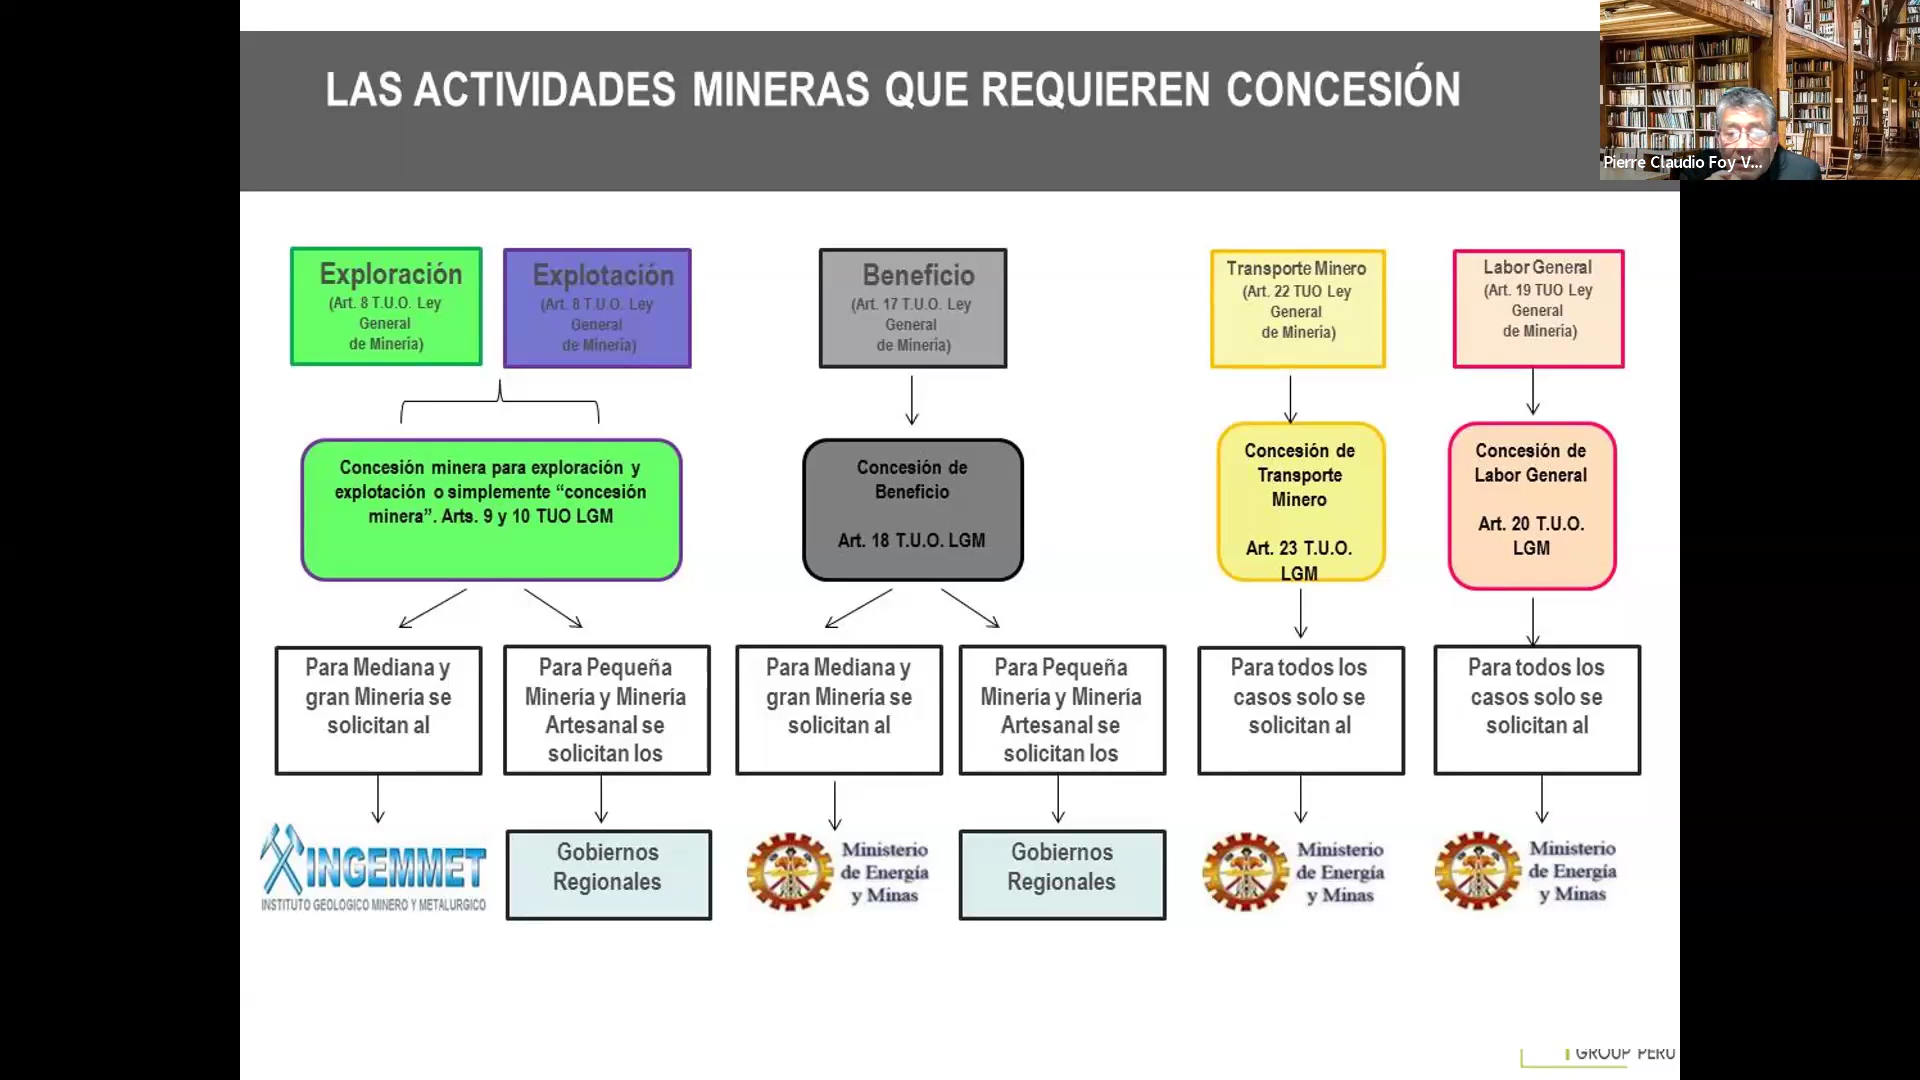 LAS ACTIVIDADES MINERAS QUE REQUIEREN CONCESIÓN
Pierre Claudio Foy V...
Exploración
(Art. 8 T.U.O. Ley
General
de Minería)
Explotación
(Art. 8 T.U.O. Ley
General
de Minería)
Beneficio
(Art. 17 T.U.O. Ley
General
de Minería)
Transporte Minero
(Art. 22 TUO Ley
General
de Minería)
Labor General
(Art. 19 TUO Ley
General
de Minería)
Concesión minera para exploración y
explotación o simplemente “concesión
minera”. Arts. 9 y 10 TUO LGM
Concesión de
Beneficio
Art. 18 T.U.O. LGM
Concesión de
Transporte
Minero
Art. 23 T.U.O.
LGM
Concesión de
Labor General
Art. 20 T.U.O.
LGM
Para Mediana y
gran Minería se
solicitan al
Para Pequeña
Minería y Minería
Artesanal se
solicitan los
Para Mediana y
gran Minería se
solicitan al
Para Pequeña
Minería y Minería
Artesanal se
solicitan los
Para todos los
casos solo se
solicitan al
Para todos los
casos solo se
solicitan al
INGEMMET
INSTITUTO GEOLOGICO MINERO Y METALURGICO
Gobiernos
Regionales
Ministerio
de Energía
y Minas
Gobiernos
Regionales
Ministerio
de Energía
y Minas
Ministerio
de Energía
y Minas
GROUP PERU